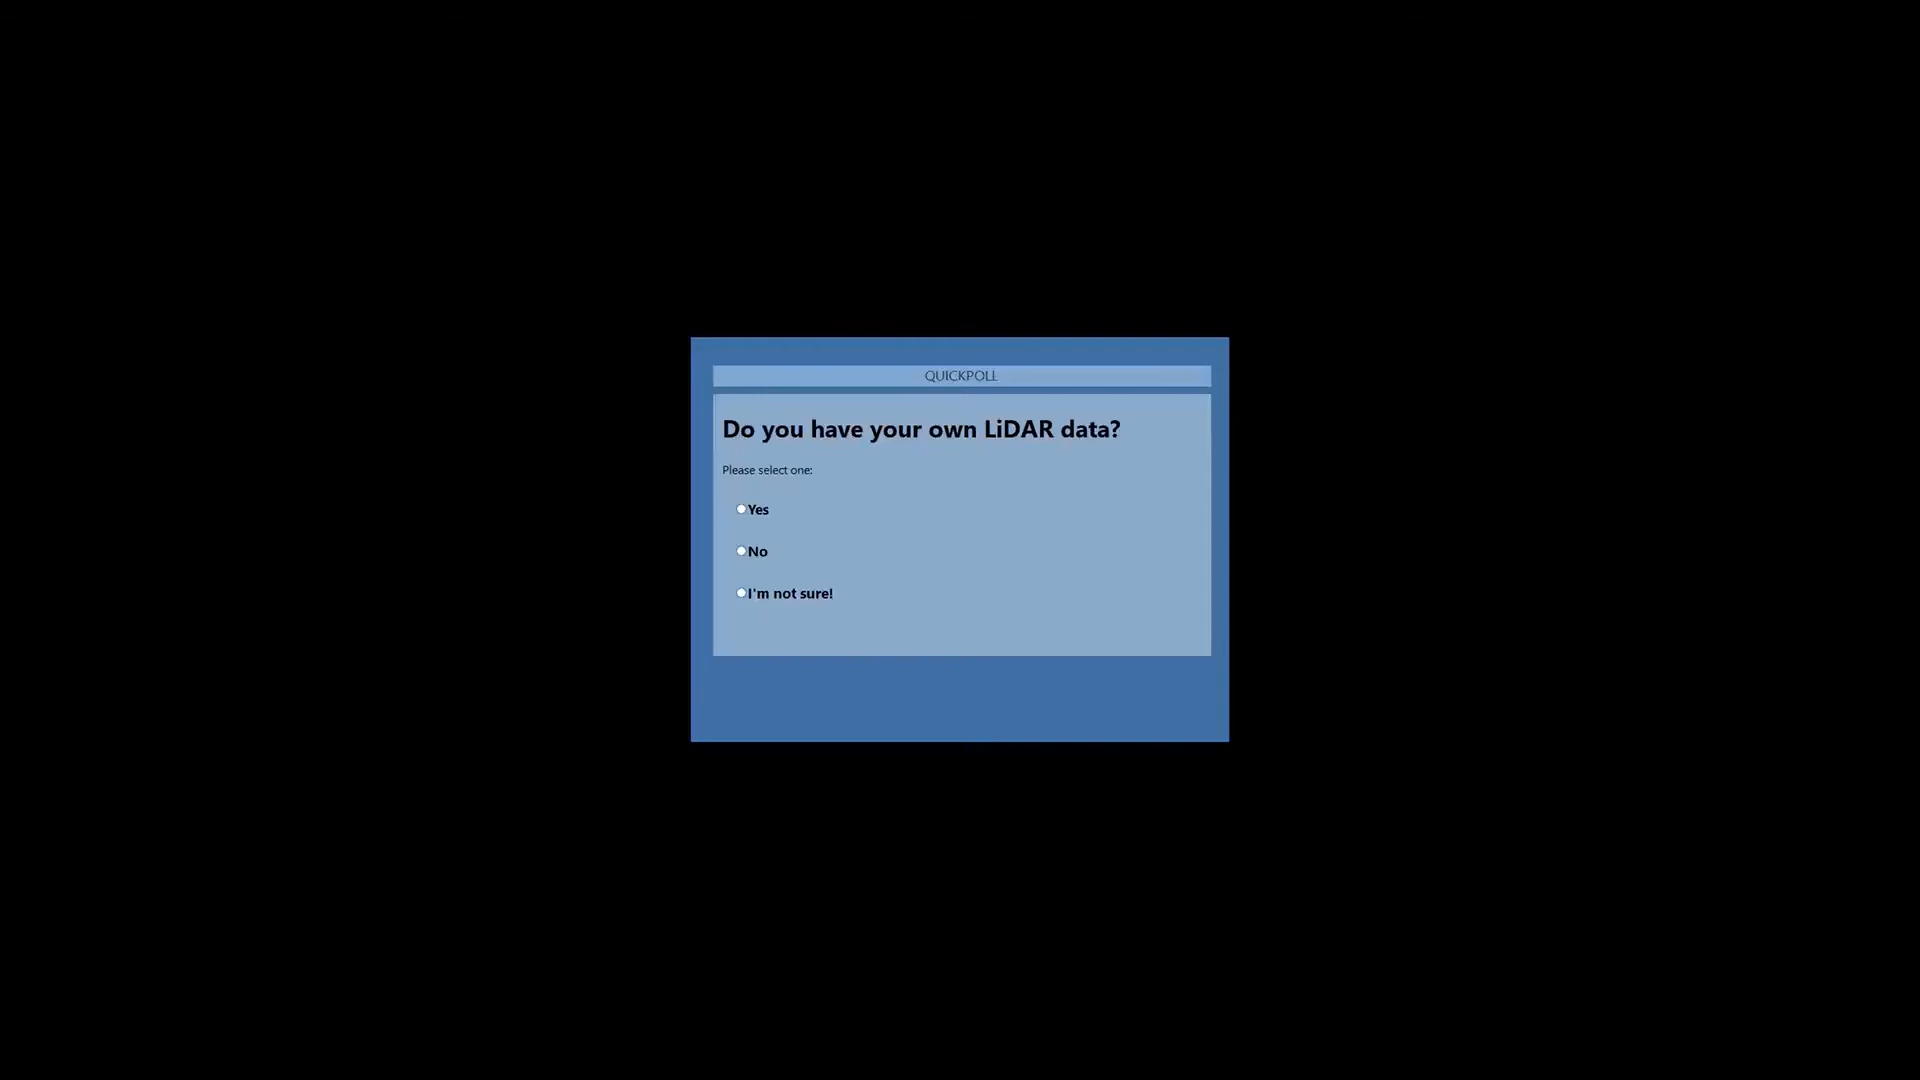 QUICKPOLL
Do you have your own LiDAR data?
Please select one:
Yes
No
I'm not sure!